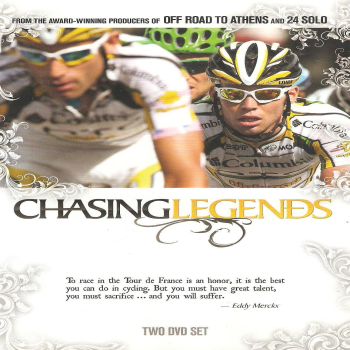 FROM THE AWARD-WINNING PRODUCERS OF OFF ROAD TO ATHENS AND 24 SOLO
Columbia
CHASINGLEGENDS
To race in the Tour de France is an honor, it is the best
you can do in cycling. But you must have great talent,
you must sacrifice ... and you will suffer.
— Eddy Merckx
TWO DVD SET